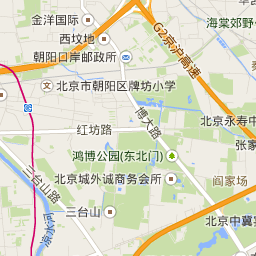 金洋国际
海棠郊野
西坟地
G2京沪高速
朝阳口岸邮政所
北京市朝阳区牌坊小学
博大路
红坊路
北京永寿中
张家
鸿博公园(东北门)
北京城外诚商务会所
阎家场
三台山路
三台山
北京中冀